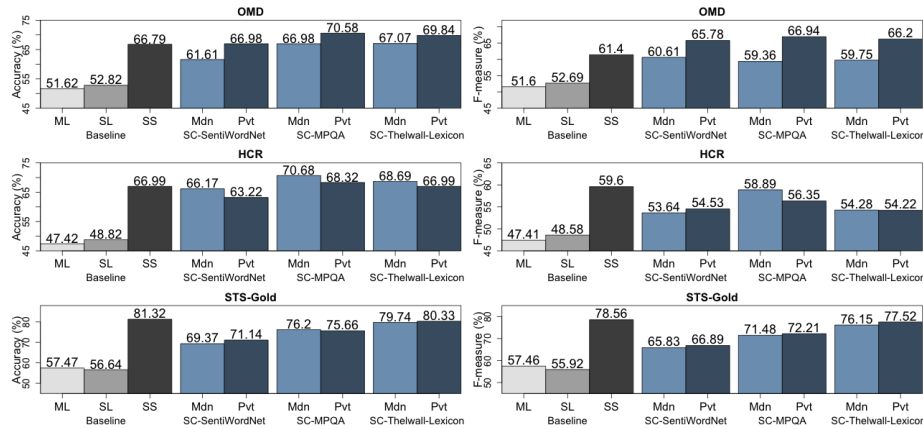 OMD
Accuracy (%)
45 55 65 75
51.62 52.82 66.79 61.61 66.98 66.98 70.58 67.07 69.84
ML SL SS Mdn Pvt Mdn Pvt Mdn Pvt
Baseline SC-SentiWordNet SC-MPQA SC-Thelwall-Lexicon
OMD
F-measure (%)
45 55 65
51.6 52.69 61.4 60.61 65.78 59.36 66.94 59.75 66.2
ML SL SS Mdn Pvt Mdn Pvt Mdn Pvt
Baseline SC-SentiWordNet SC-MPQA SC-Thelwall-Lexicon
HCR
Accuracy (%)
45 55 65 75
47.42 48.82 66.99 66.17 63.22 70.68 68.32 68.69 66.99
ML SL SS Mdn Pvt Mdn Pvt Mdn Pvt
Baseline SC-SentiWordNet SC-MPQA SC-Thelwall-Lexicon
HCR
F-measure (%)
45 50 55 60 65
47.41 48.58 59.6 53.64 54.53 58.89 56.35 54.28 54.22
ML SL SS Mdn Pvt Mdn Pvt Mdn Pvt
Baseline SC-SentiWordNet SC-MPQA SC-Thelwall-Lexicon
STS-Gold
Accuracy (%)
50 60 70 80
57.47 56.64 81.32 69.37 71.14 76.2 75.66 79.74 80.33
ML SL SS Mdn Pvt Mdn Pvt Mdn Pvt
Baseline SC-SentiWordNet SC-MPQA SC-Thelwall-Lexicon
STS-Gold
F-measure (%)
50 60 70 80
57.46 55.92 78.56 65.83 66.89 71.48 72.21 76.15 77.52
ML SL SS Mdn Pvt Mdn Pvt Mdn Pvt
Baseline SC-SentiWordNet SC-MPQA SC-Thelwall-Lexicon